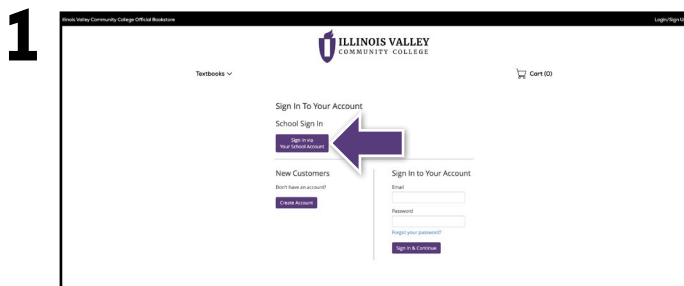 1
Illinois Valley Community College Official Bookstore
Login/Sign U
ILLINOIS VALLEY
COMMUNITY COLLEGE
Textbooks
Cart (0)
Sign In To Your Account
School Sign In
Sign in via
Your School Account
New Customers
Don't have an account?
Create Account
Sign In to Your Account
Email
Password
Forgot your password?
Sign in & Continue